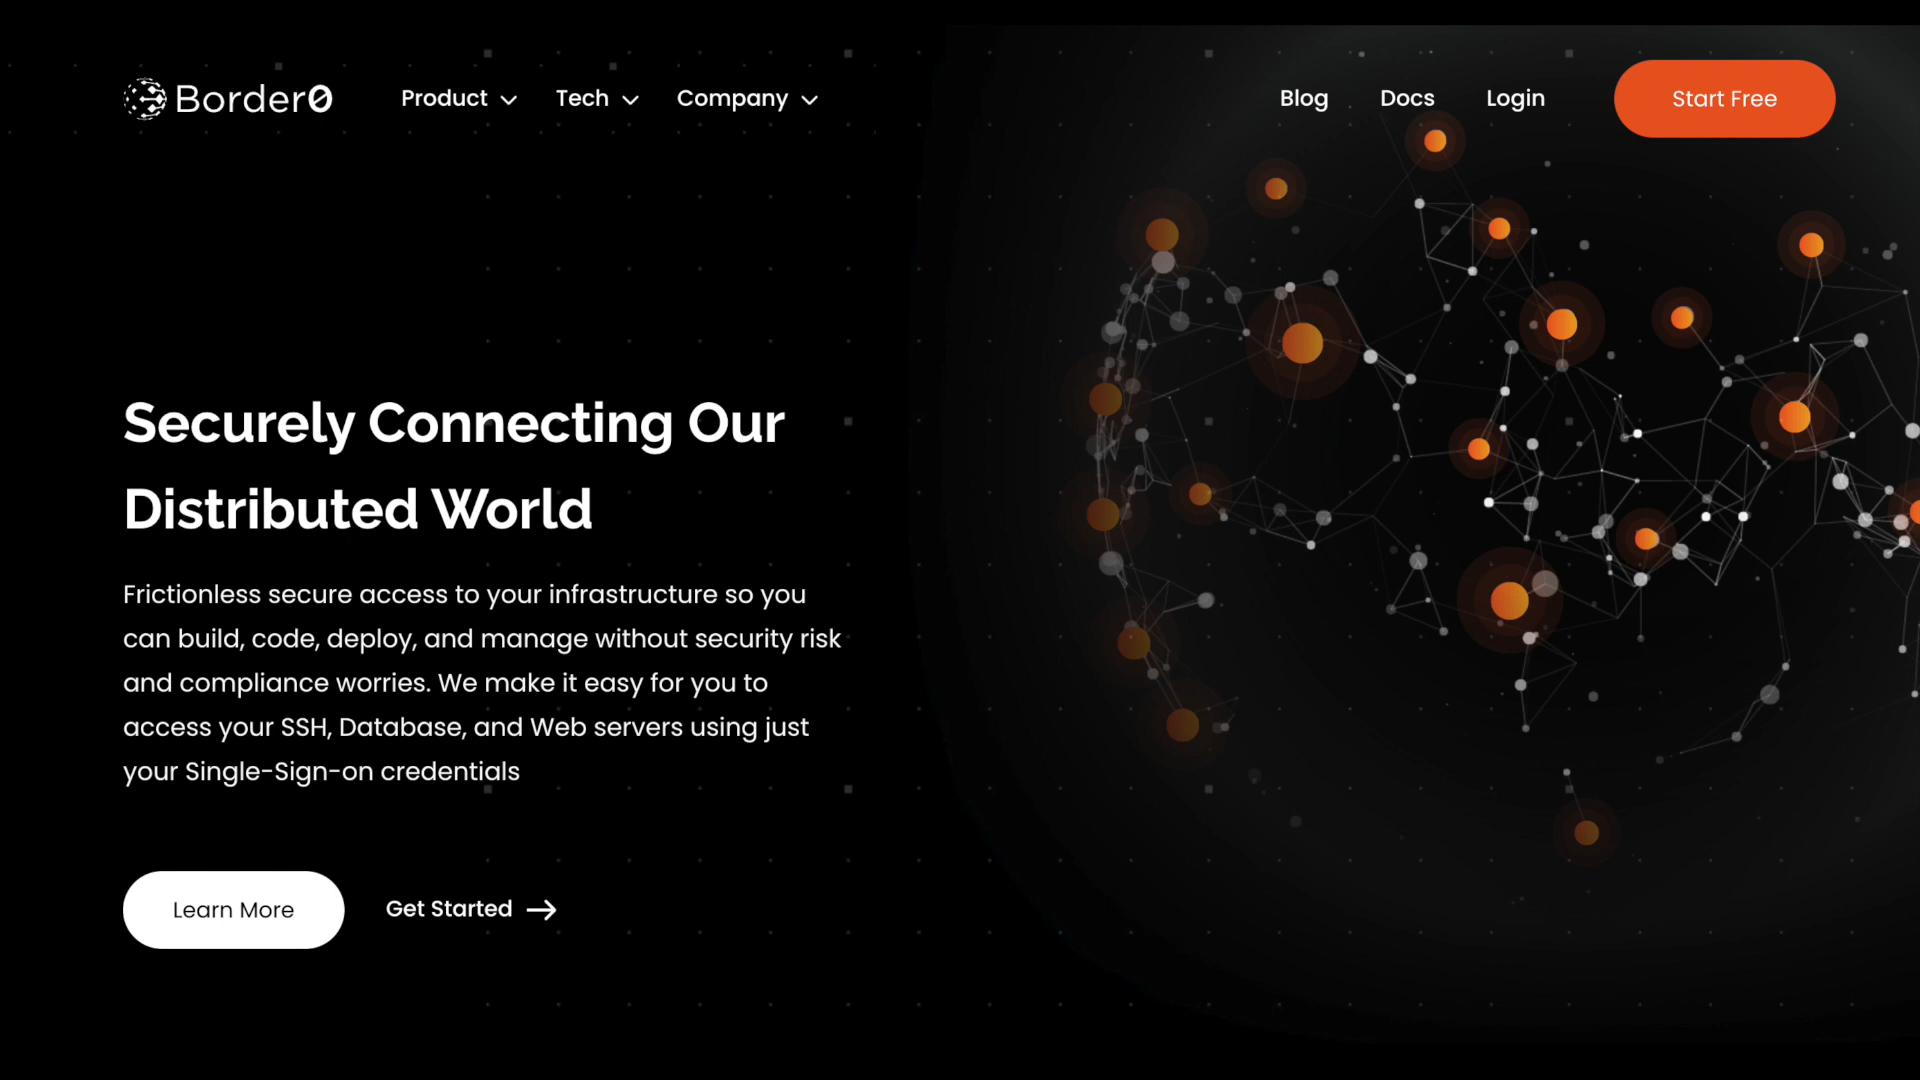 Border0
Product
Tech
Company
Blog
Docs
Login
Start Free
Securely Connecting Our
Distributed World
Frictionless secure access to your infrastructure so you
can build, code, deploy, and manage without security risk
and compliance worries. We make it easy for you to
access your SSH, Database, and Web servers using just
your Single-Sign-on credentials
Learn More
Get Started